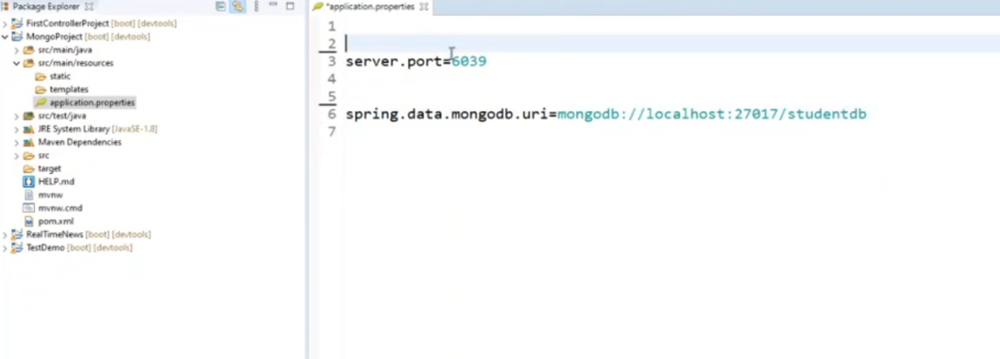 Package Explorer
FirstControllerProject [boot] [devtools]
MongoProject [boot] [devtools]
src/main/java
src/main/resources
static
templates
application.properties
src/test/java
JRE System Library [JavaSE-1.8]
Maven Dependencies
src
target
HELP.md
mvnw
mvnw.cmd
pom.xml
RealTimeNews [boot] [devtools]
TestDemo [boot] [devtools]
*application.properties
1
2
3 server.port=6039
4
5
6 spring.data.mongodb.uri=mongodb://localhost:27017/studentdb
7